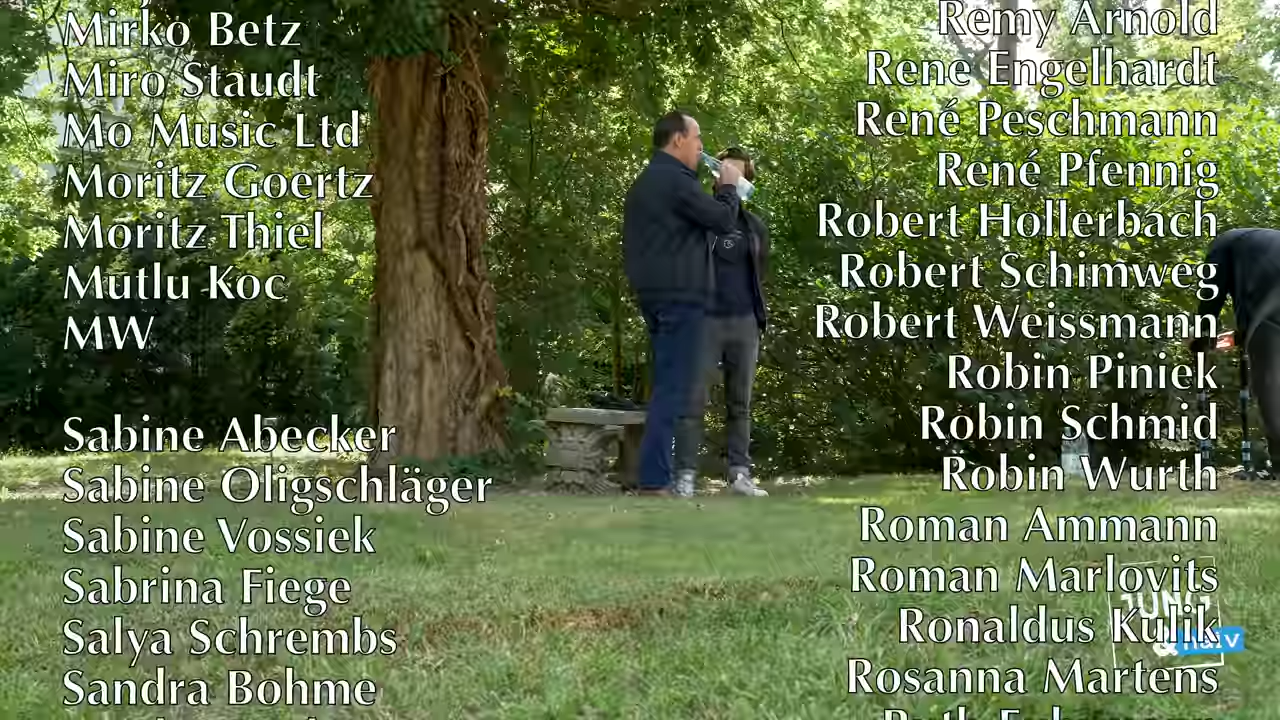 Mirko Betz
Miro Staudt
Mo Music Ltd
Moritz Goertz
Moritz Thiel
Mutlu Koc
MW
Sabine Abecker
Sabine Oligschläger
Sabine Vossiek
Sabrina Fiege
Salya Schrembs
Sandra Bohme
Remy Arnold
Rene Engelhardt
René Peschmann
René Pfennig
Robert Hollerbach
Robert Schimweg
Robert Weissmann
Robin Piniek
Robin Schmid
Robin Wurth
Roman Ammann
Roman Marlovits
Ronaldus Kulik
Rosanna Martens
JUNG
& naiv